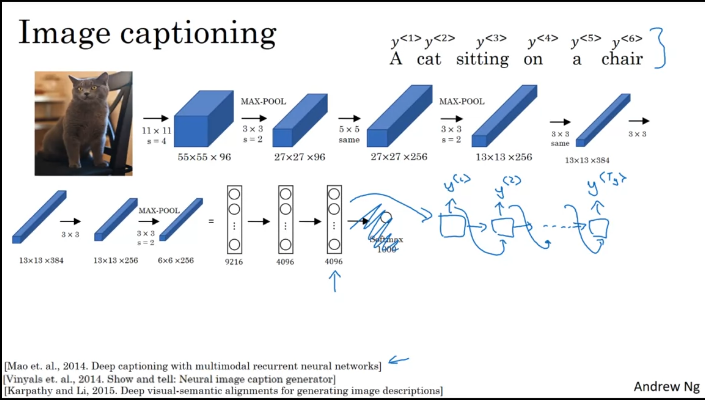 Image captioning
y<1> y<2> y<3> y<4> y<5> y<6>
A cat sitting on a chair
MAX-POOL MAX-POOL
11 × 11 3 × 3 5 × 5 3 × 3 3 × 3 3 × 3
s = 4 s = 2 same s = 2 same
55×55 × 96 27×27 ×96 27×27 ×256 13×13 ×256 13×13 ×384
y<1> y<2> y<Ty>
MAX-POOL
3 × 3 3 × 3 =
s = 2
Softmax
1000
13×13 ×384 13×13 ×256 6×6 ×256 9216 4096 4096
[Mao et. al., 2014. Deep captioning with multimodal recurrent neural networks]
[Vinyals et. al., 2014. Show and tell: Neural image caption generator]
[Karpathy and Li, 2015. Deep visual-semantic alignments for generating image descriptions]
Andrew Ng